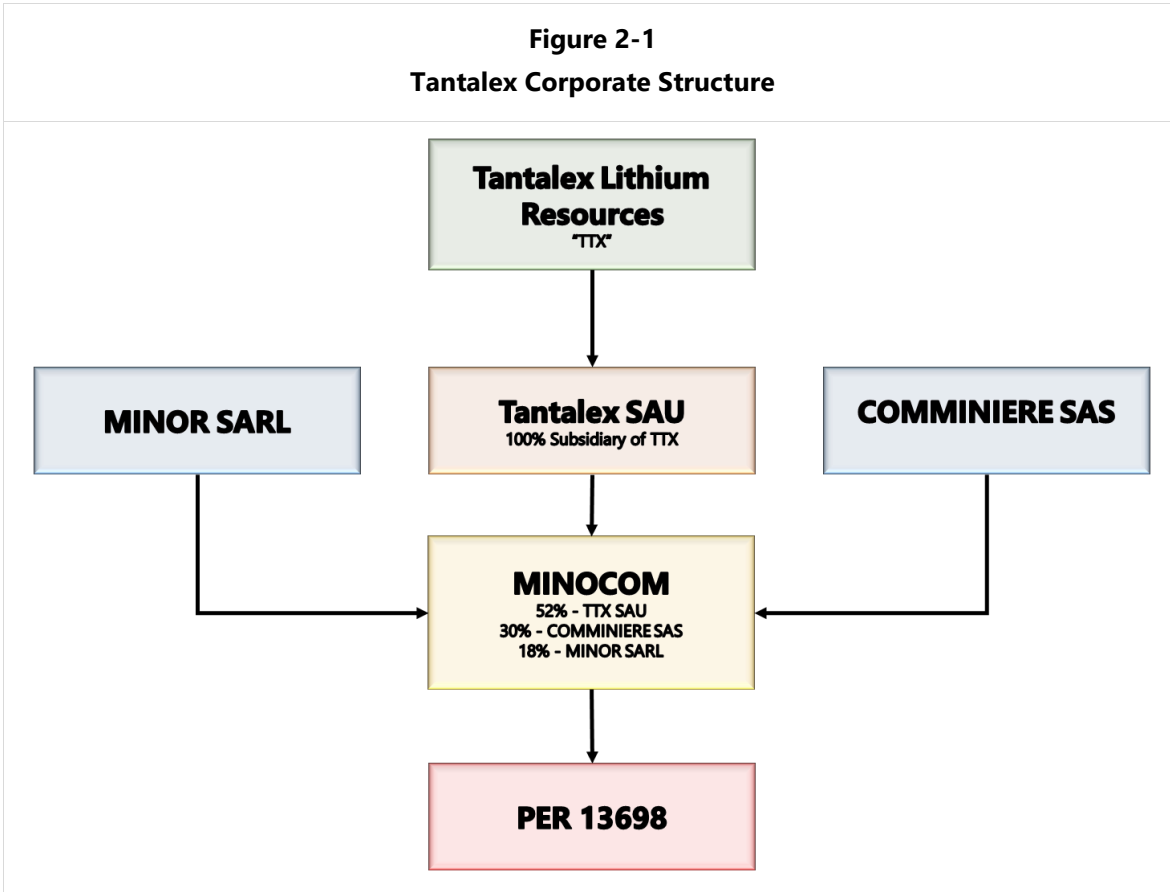 Figure 2-1
Tantalex Corporate Structure
Tantalex Lithium
Resources
"TTX"
MINOR SARL
Tantalex SAU
100% Subsidiary of TTX
COMMINIERE SAS
MINOCOM
52% - TTX SAU
30% - COMMINIERE SAS
18% - MINOR SARL
PER 13698